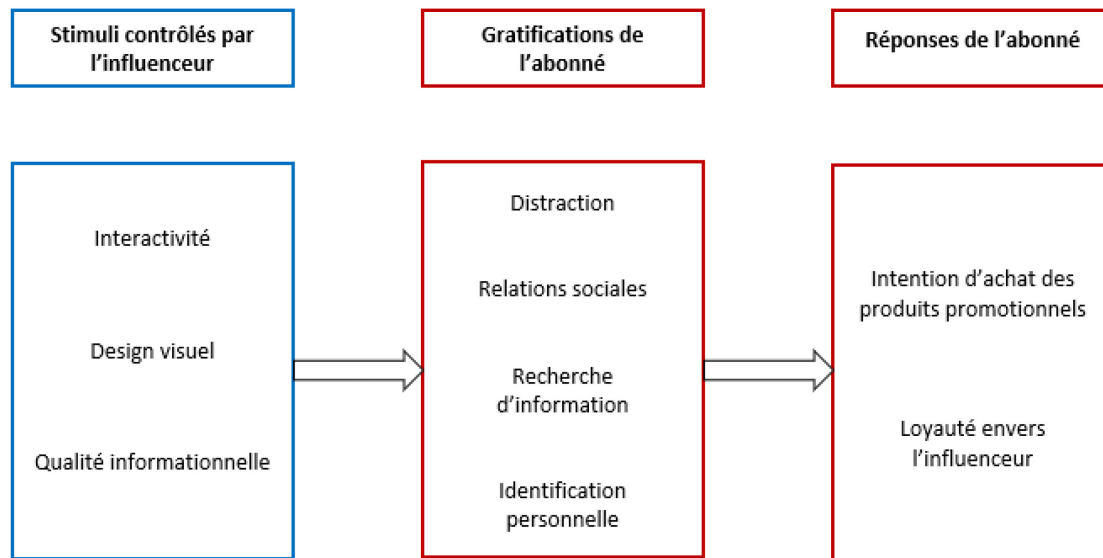 Stimuli contrôlés par
l’influenceur
Gratifications de
l’abonné
Réponses de l’abonné
Interactivité
Design visuel
Qualité informationnelle
Distraction
Relations sociales
Recherche
d’information
Identification
personnelle
Intention d’achat des
produits promotionnels
Loyauté envers
l’influenceur